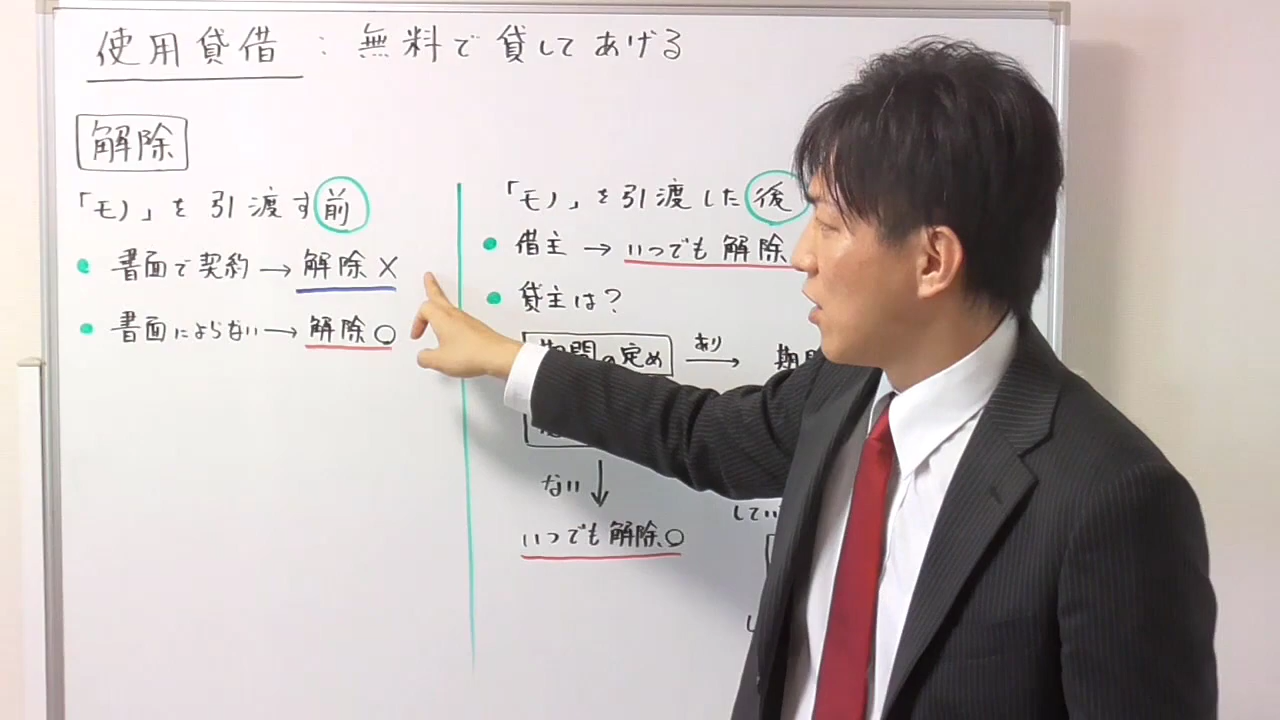 使用貸借 : 無料で貸してあげる
解除
「モノ」を引渡す前
● 書面で契約 → 解除 ×
● 書面によらない → 解除 ○
「モノ」を引渡した後
● 借主 → いつでも解除
● 貸主は?
期間の定め あり →
ない ↓
いつでも解除 ○
してい